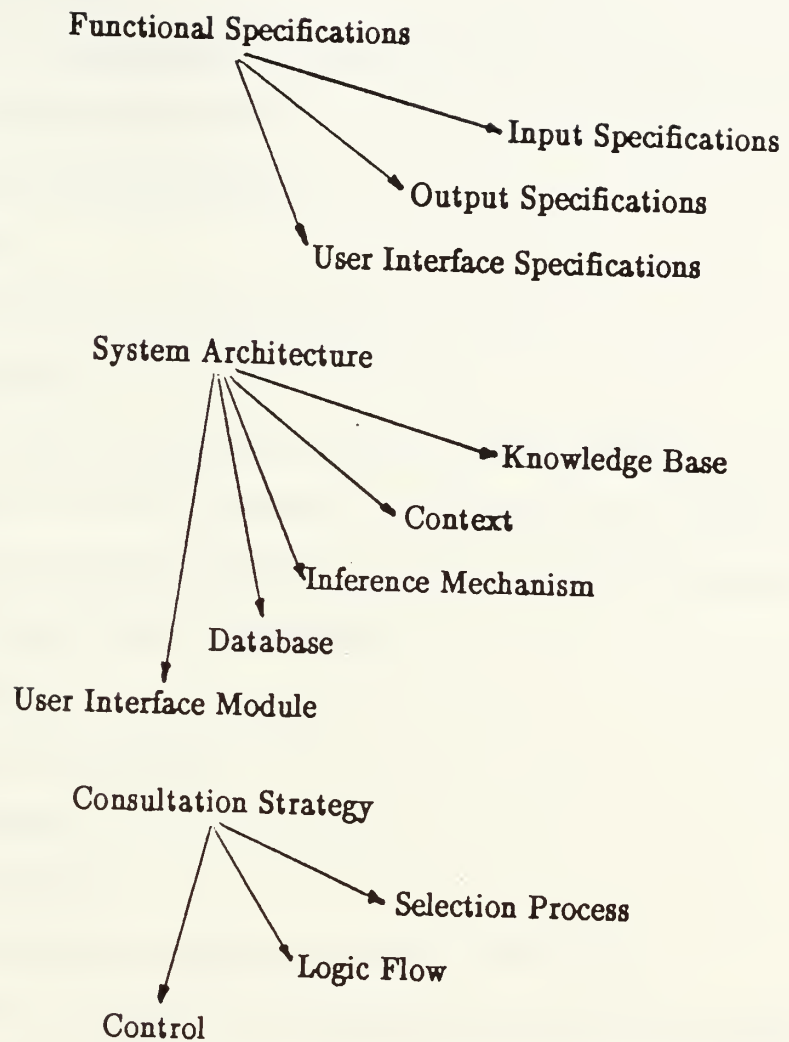 Functional Specifications
Input Specifications
Output Specifications
User Interface Specifications
System Architecture
Knowledge Base
Context
Inference Mechanism
Database
User Interface Module
Consultation Strategy
Selection Process
Logic Flow
Control